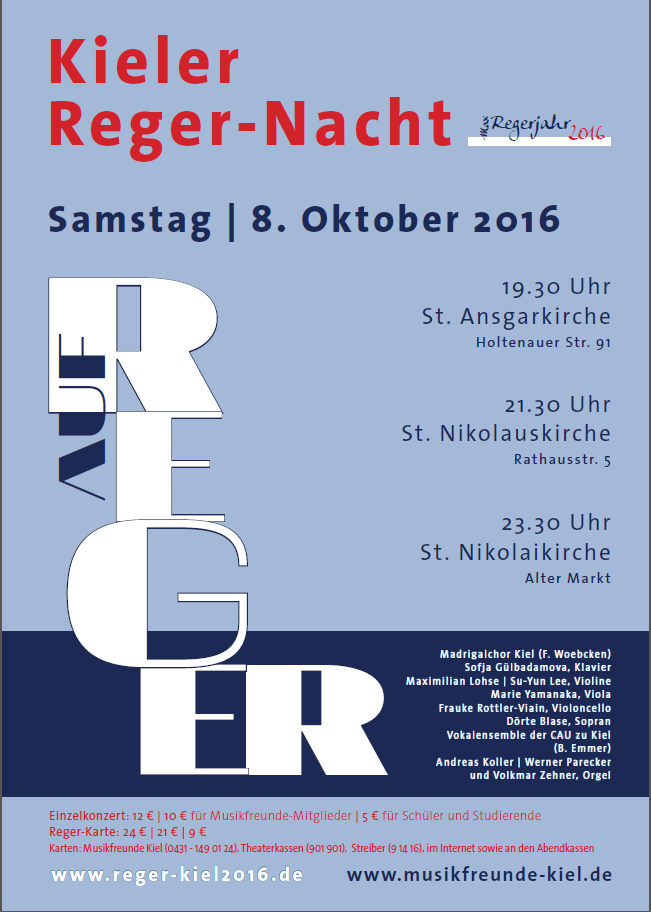 Kieler
Reger-Nacht
Max
Regerjahr
2016
Samstag | 8. Oktober 2016
AUF
REGER
ER
19.30 Uhr
St. Ansgarkirche
Holtenauer Str. 91
21.30 Uhr
St. Nikolauskirche
Rathausstr. 5
23.30 Uhr
St. Nikolaikirche
Alter Markt
Madrigalchor Kiel (F. Woebcken)
Sofja Gülbadamova, Klavier
Maximilian Lohse | Su-Yun Lee, Violine
Marie Yamanaka, Viola
Frauke Rottler-Viain, Violoncello
Dörte Blase, Sopran
Vokalensemble der CAU zu Kiel
(B. Emmer)
Andreas Koller | Werner Parecker
und Volkmar Zehner, Orgel
Einzelkonzert: 12 € | 10 € für Musikfreunde-Mitglieder | 5 € für Schüler und Studierende
Reger-Karte: 24 € | 21 € | 9 €
Karten: Musikfreunde Kiel (0431 - 149 01 24), Theaterkassen (901 901), Streiber (9 14 16), im Internet sowie an den Abendkassen
www.reger-kiel2016.de www.musikfreunde-kiel.de